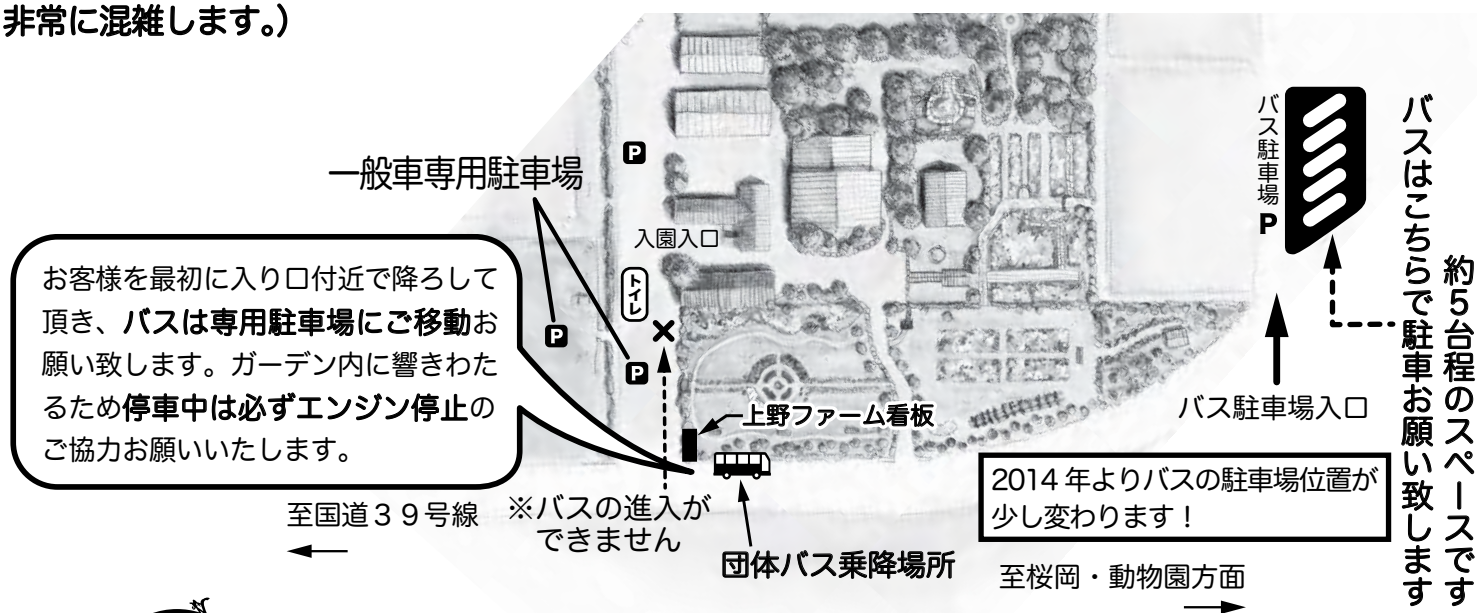 非常に混雑します。）
一般車専用駐車場
P
P
P
入園入口
トイレ
お客様を最初に入り口付近で降ろして
頂き、バスは専用駐車場にご移動お
願い致します。ガーデン内に響きわた
るため停車中は必ずエンジン停止の
ご協力お願いいたします。
上野ファーム看板
至国道３９号線
※バスの進入が
できません
団体バス乗降場所
バス駐車場 P
バス駐車場入口
バスはこちらで駐車お願い致します
約５台程のスペースです
2014 年よりバスの駐車場位置が
少し変わります！
至桜岡・動物園方面